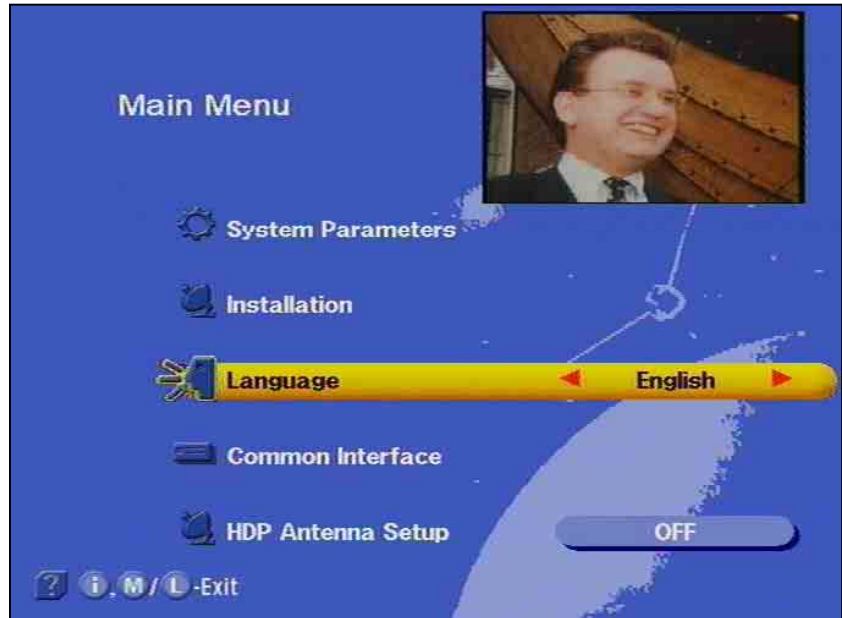 Main Menu
System Parameters
Installation
Language English
Common Interface
HDP Antenna Setup OFF
? i, M / L -Exit